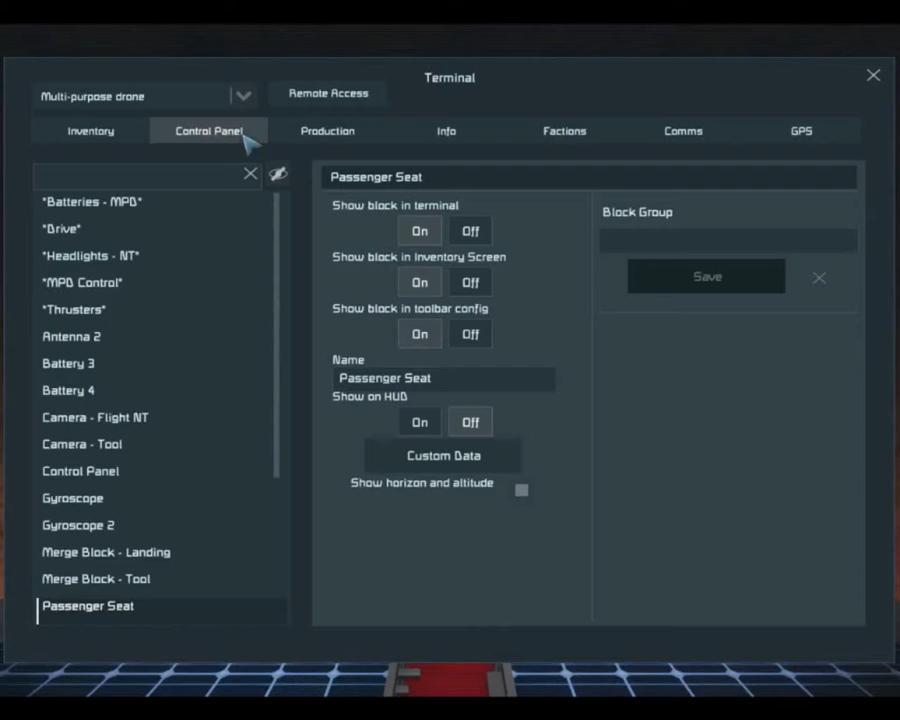 Terminal
Multi-purpose drone
Remote Access
Inventory
Control Panel
Production
Info
Factions
Comms
GPS
*Batteries - MPD*
*Drive*
*Headlights - NT*
*MPD Control*
*Thrusters*
Antenna 2
Battery 3
Battery 4
Camera - Flight NT
Camera - Tool
Control Panel
Gyroscope
Gyroscope 2
Merge Block - Landing
Merge Block - Tool
Passenger Seat
Passenger Seat
Show block in terminal
On Off
Show block in Inventory Screen
On Off
Show block in toolbar config
On Off
Name
Passenger Seat
Show on HUD
On Off
Custom Data
Show horizon and altitude
Block Group
Save